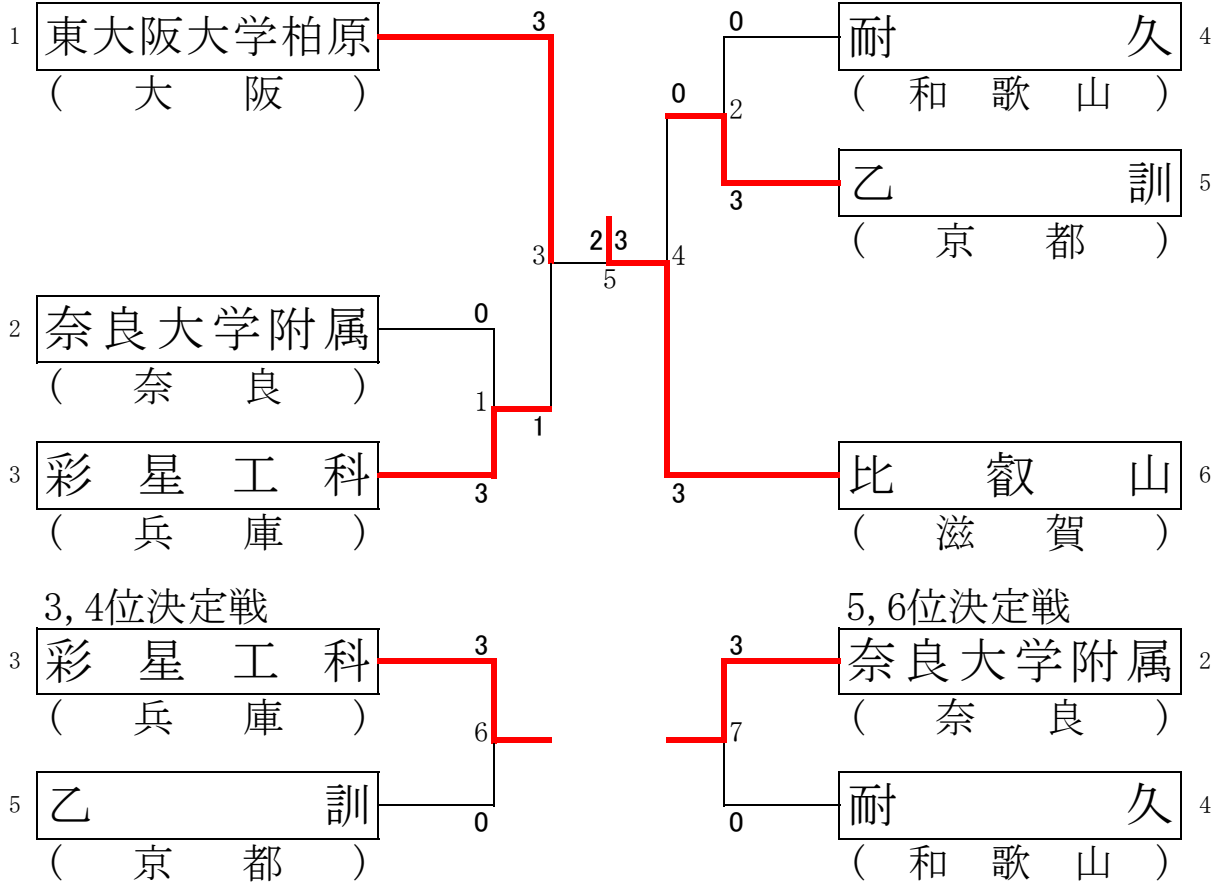 1 東大阪大学柏原 3
(大阪)
0 耐久 4
(和歌山)
0 2
乙訓 5
3
(京都)
3 2 3 4
5
2 奈良大学附属 0
(奈良)
1
1
3 彩星工科 3
(兵庫)
3 比叡山 6
(滋賀)
3,4位決定戦
3 彩星工科 3
(兵庫)
6
5 乙訓 0
(京都)
5,6位決定戦
3 奈良大学附属 2
(奈良)
7
0 耐久 4
(和歌山)